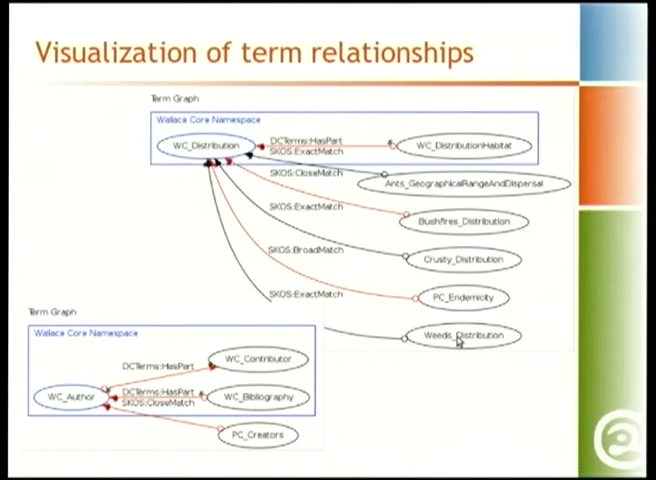 Visualization of term relationships
Term Graph
Wallace Core Namespace
WC_Distribution
DCTerms:HasPart
WC_DistributionHabitat
SKOS:ExactMatch
SKOS:CloseMatch
Ants_GeographicalRangeAndDispersal
SKOS:ExactMatch
Bushfires_Distribution
SKOS:BroadMatch
Crusty_Distribution
SKOS:ExactMatch
PC_Endemicity
Weeds_Distribution
Term Graph
Wallace Core Namespace
WC_Contributor
DCTerms:HasPart
WC_Author
DCTerms:HasPart
WC_Bibliography
SKOS:CloseMatch
PC_Creators